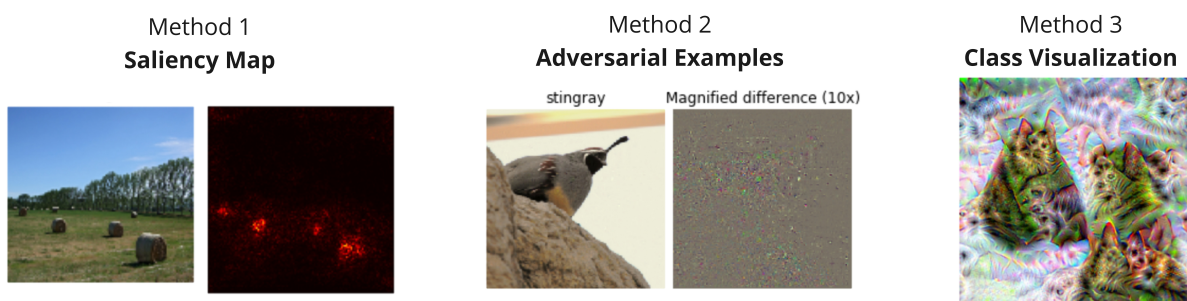 Method 1
Saliency Map
Method 2
Adversarial Examples
stingray
Magnified difference (10x)
Method 3
Class Visualization